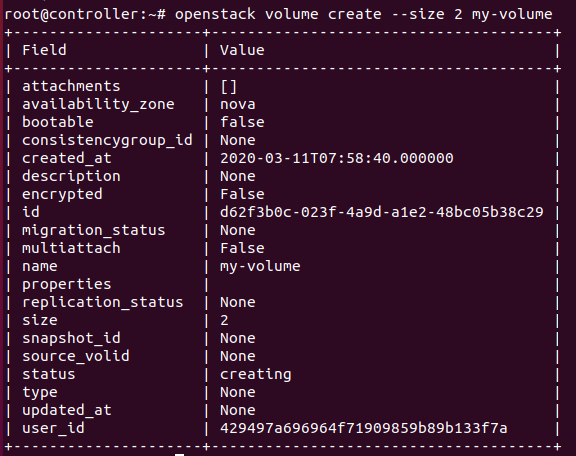 root@controller:~# openstack volume create --size 2 my-volume
+---------------------+--------------------------------------+
| Field               | Value                                |
+---------------------+--------------------------------------+
| attachments         | []                                   |
| availability_zone   | nova                                 |
| bootable            | false                                |
| consistencygroup_id | None                                 |
| created_at          | 2020-03-11T07:58:40.000000           |
| description         | None                                 |
| encrypted           | False                                |
| id                  | d62f3b0c-023f-4a9d-a1e2-48bc05b38c29 |
| migration_status    | None                                 |
| multiattach         | False                                |
| name                | my-volume                            |
| properties          |                                      |
| replication_status  | None                                 |
| size                | 2                                    |
| snapshot_id         | None                                 |
| source_volid        | None                                 |
| status              | creating                             |
| type                | None                                 |
| updated_at          | None                                 |
| user_id             | 429497a696964f71909859b89b133f7a     |
+---------------------+--------------------------------------+